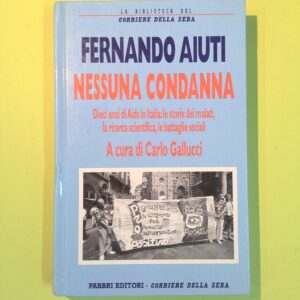 LA BIBLIOTECA DEL
CORRIERE DELLA SERA
FERNANDO AIUTI
NESSUNA CONDANNA
Dieci anni di Aids in Italia: le storie dei malati,
la ricerca scientifica, le battaglie sociali
A cura di Carlo Gallucci
FABBRI EDITORI - CORRIERE DELLA SERA